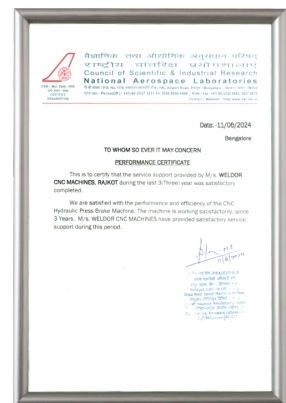 वैज्ञानिक तथा औद्योगिक अनुसंधान परिषद
राष्ट्रीय वांतरिक्ष प्रयोगशालाएं
Council of Scientific & Industrial Research
National Aerospace Laboratories
Date:-11/06/2024
Bangalore
TO WHOM SO EVER IT MAY CONCERN
PERFORMANCE CERTIFICATE
This is to certify that the service support provided by M/s. WELDOR
CNC MACHINES, RAJKOT during the last 3(Three) year was satisfactory
completed.
We are satisfied with the performance and efficiency of the CNC
Hydraulic Press Brake Machine. The machine is working satisfactorily, since
3 Years. M/s. WELDOR CNC MACHINES have provided satisfactory service
support during this period.